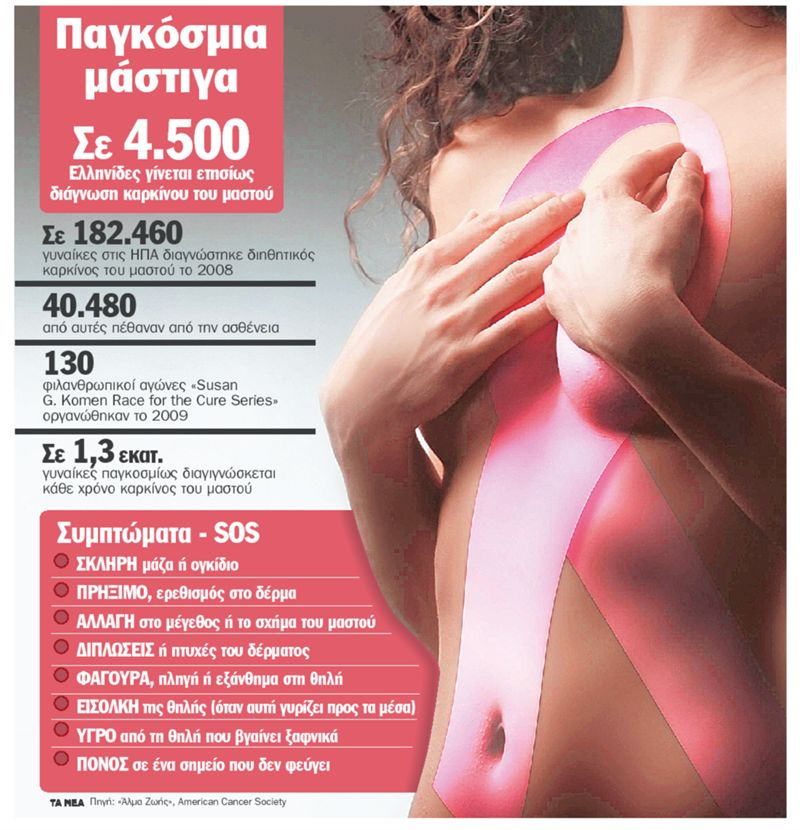 Παγκόσμια
μάστιγα
Σε 4.500
Ελληνίδες γίνεται ετησίως
διάγνωση καρκίνου του μαστού
Σε 182.460
γυναίκες στις ΗΠΑ διαγνώστηκε διηθητικός
καρκίνος του μαστού το 2008
40.480
από αυτές πέθαναν από την ασθένεια
130
φιλανθρωπικοί αγώνες «Susan
G. Komen Race for the Cure Series»
οργανώθηκαν το 2009
Σε 1,3 εκατ.
γυναίκες παγκοσμίως διαγιγνώσκεται
κάθε χρόνο καρκίνος του μαστού
Συμπτώματα - SOS
ΣΚΛΗΡΗ μάζα ή ογκίδιο
ΠΡΗΞΙΜΟ, ερεθισμός στο δέρμα
ΑΛΛΑΓΗ στο μέγεθος ή το σχήμα του μαστού
ΔΙΠΛΩΣΕΙΣ ή πτυχές του δέρματος
ΦΑΓΟΥΡΑ, πληγή ή εξάνθημα στη θηλή
ΕΙΣΟΛΚΗ της θηλής (όταν αυτή γυρίζει προς τα μέσα)
ΥΓΡΟ από τη θηλή που βγαίνει ξαφνικά
ΠΟΝΟΣ σε ένα σημείο που δεν φεύγει
ΤΑ ΝΕΑ Πηγή: «Άλμα Ζωής», American Cancer Society